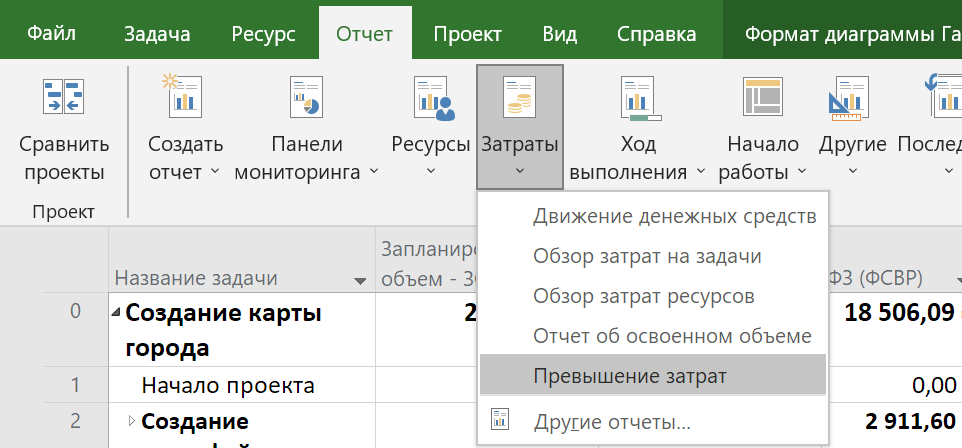 Файл Задача Ресурс Отчет Проект Вид Справка Формат диаграммы Га
Сравнить проекты
Создать отчет
Панели мониторинга
Ресурсы
Затраты
Ход выполнения
Начало работы
Другие
Послед
Проект
Движение денежных средств
Обзор затрат на задачи
Обзор затрат ресурсов
Отчет об освоенном объеме
Превышение затрат
Другие отчеты...
Название задачи
Запланиро
объем - З
ФЗ (ФСВР)
0 Создание карты 2 18 506,09
города
1 Начало проекта 0,00
2 Создание 2 911,60